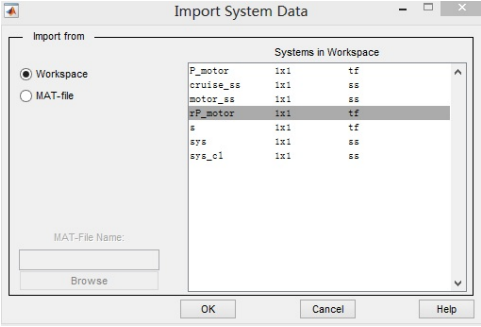 Import System Data
Import from
Systems in Workspace
Workspace
MAT-file
P_motor 1x1 tf
cruise_ss 1x1 ss
motor_ss 1x1 ss
rP_motor 1x1 tf
s 1x1 tf
sys 1x1 ss
sys_cl 1x1 ss
MAT-File Name:
Browse
OK Cancel Help